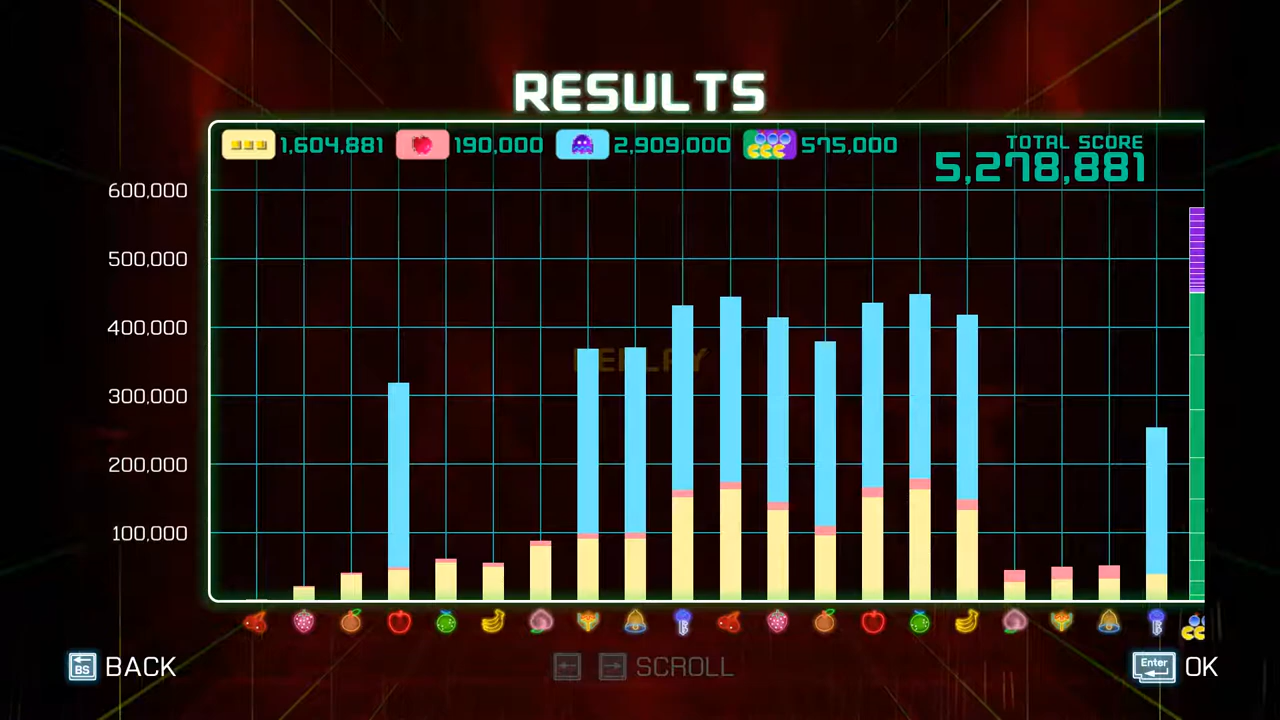 RESULTS
1,604,881 190,000 2,909,000 575,000
TOTAL SCORE
5,278,881
600,000
500,000
400,000
REPLAY
300,000
200,000
100,000
BS BACK
SCROLL
Enter OK